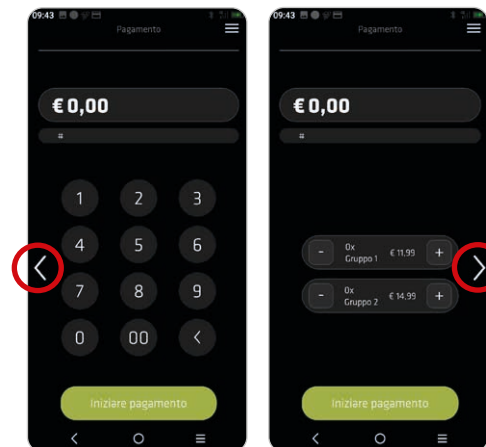 09:43
Pagamento
€ 0,00
#
1 2 3
4 5 6
7 8 9
0 00
Iniziare pagamento
09:43
Pagamento
€ 0,00
#
- 0x Gruppo 1 € 11,99 +
- 0x Gruppo 2 € 14,99 +
Iniziare pagamento